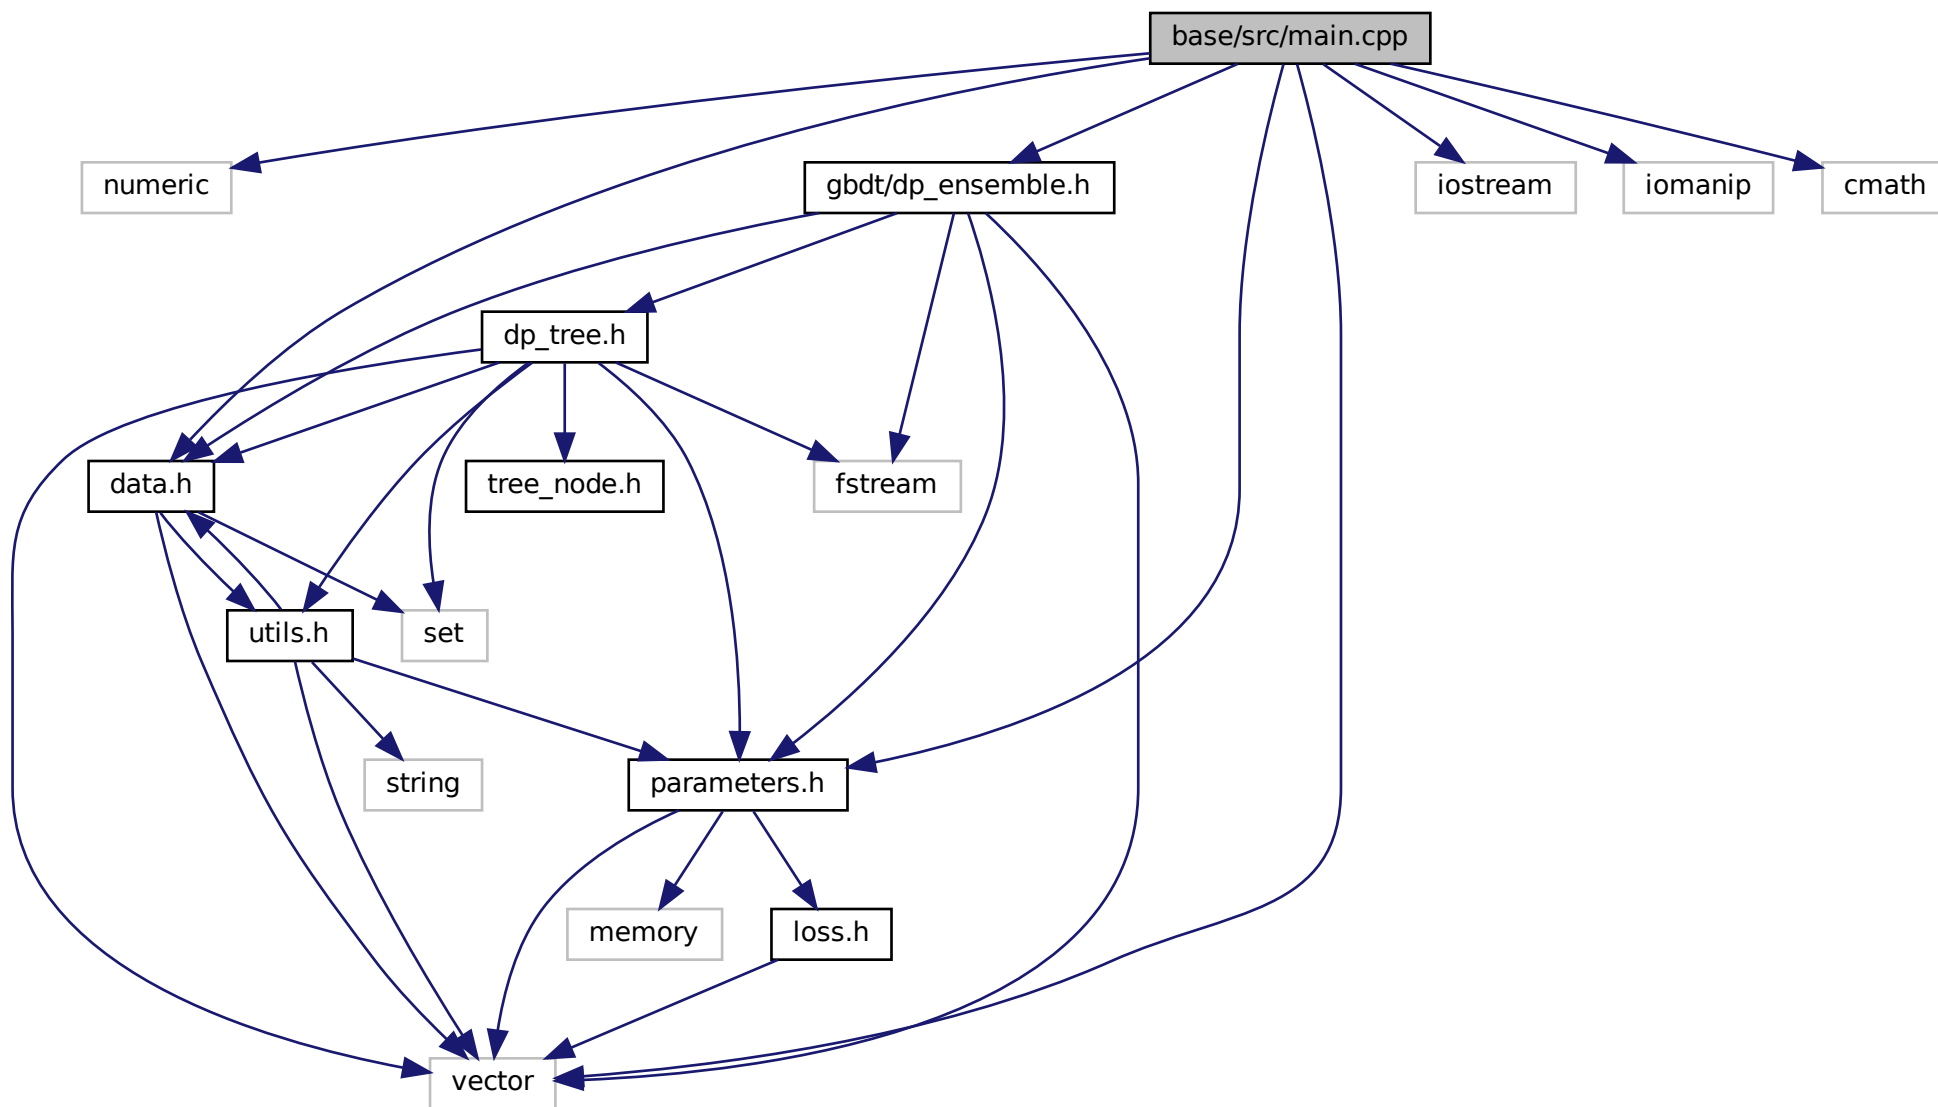 base/src/main.cpp
numeric
gbdt/dp_ensemble.h
iostream
iomanip
cmath
dp_tree.h
data.h
tree_node.h
fstream
utils.h
set
string
parameters.h
memory
loss.h
vector